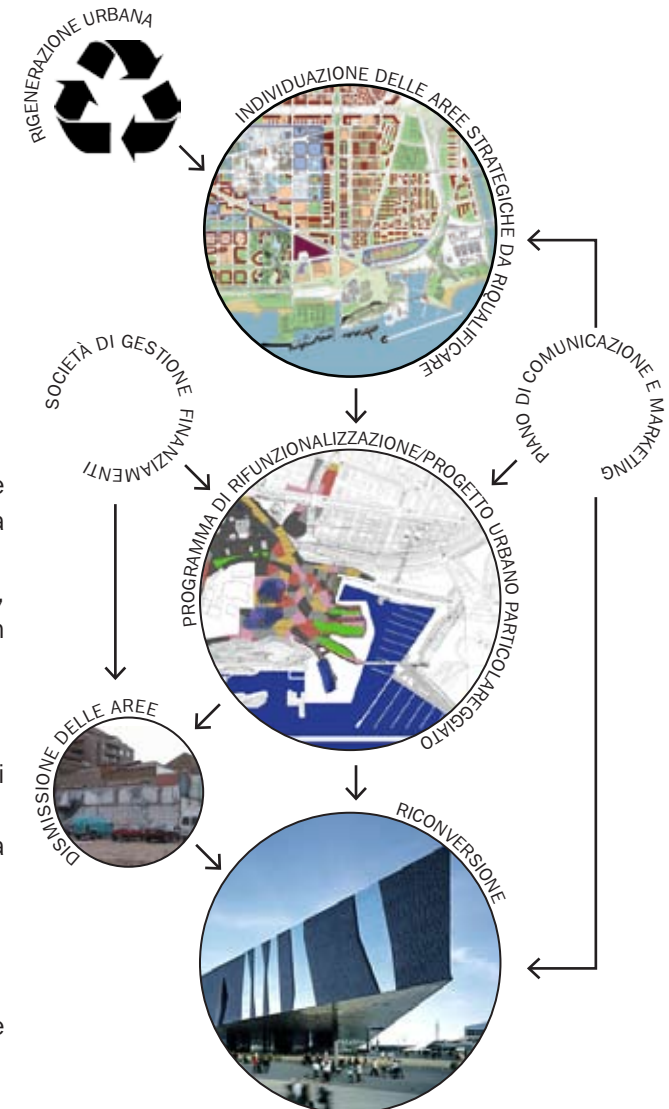 RIGENERAZIONE URBANA
INDIVIDUAZIONE DELLE AREE STRATEGICHE DA RIQUALIFICARE
SOCIETÀ DI GESTIONE FINANZIAMENTI
PIANO DI COMUNICAZIONE E MARKETING
PROGRAMMA DI RIFUNZIONALIZZAZIONE/PROGETTO URBANO PARTICOLAREGGIATO
DISMISSIONE DELLE AREE
RICONVERSIONE